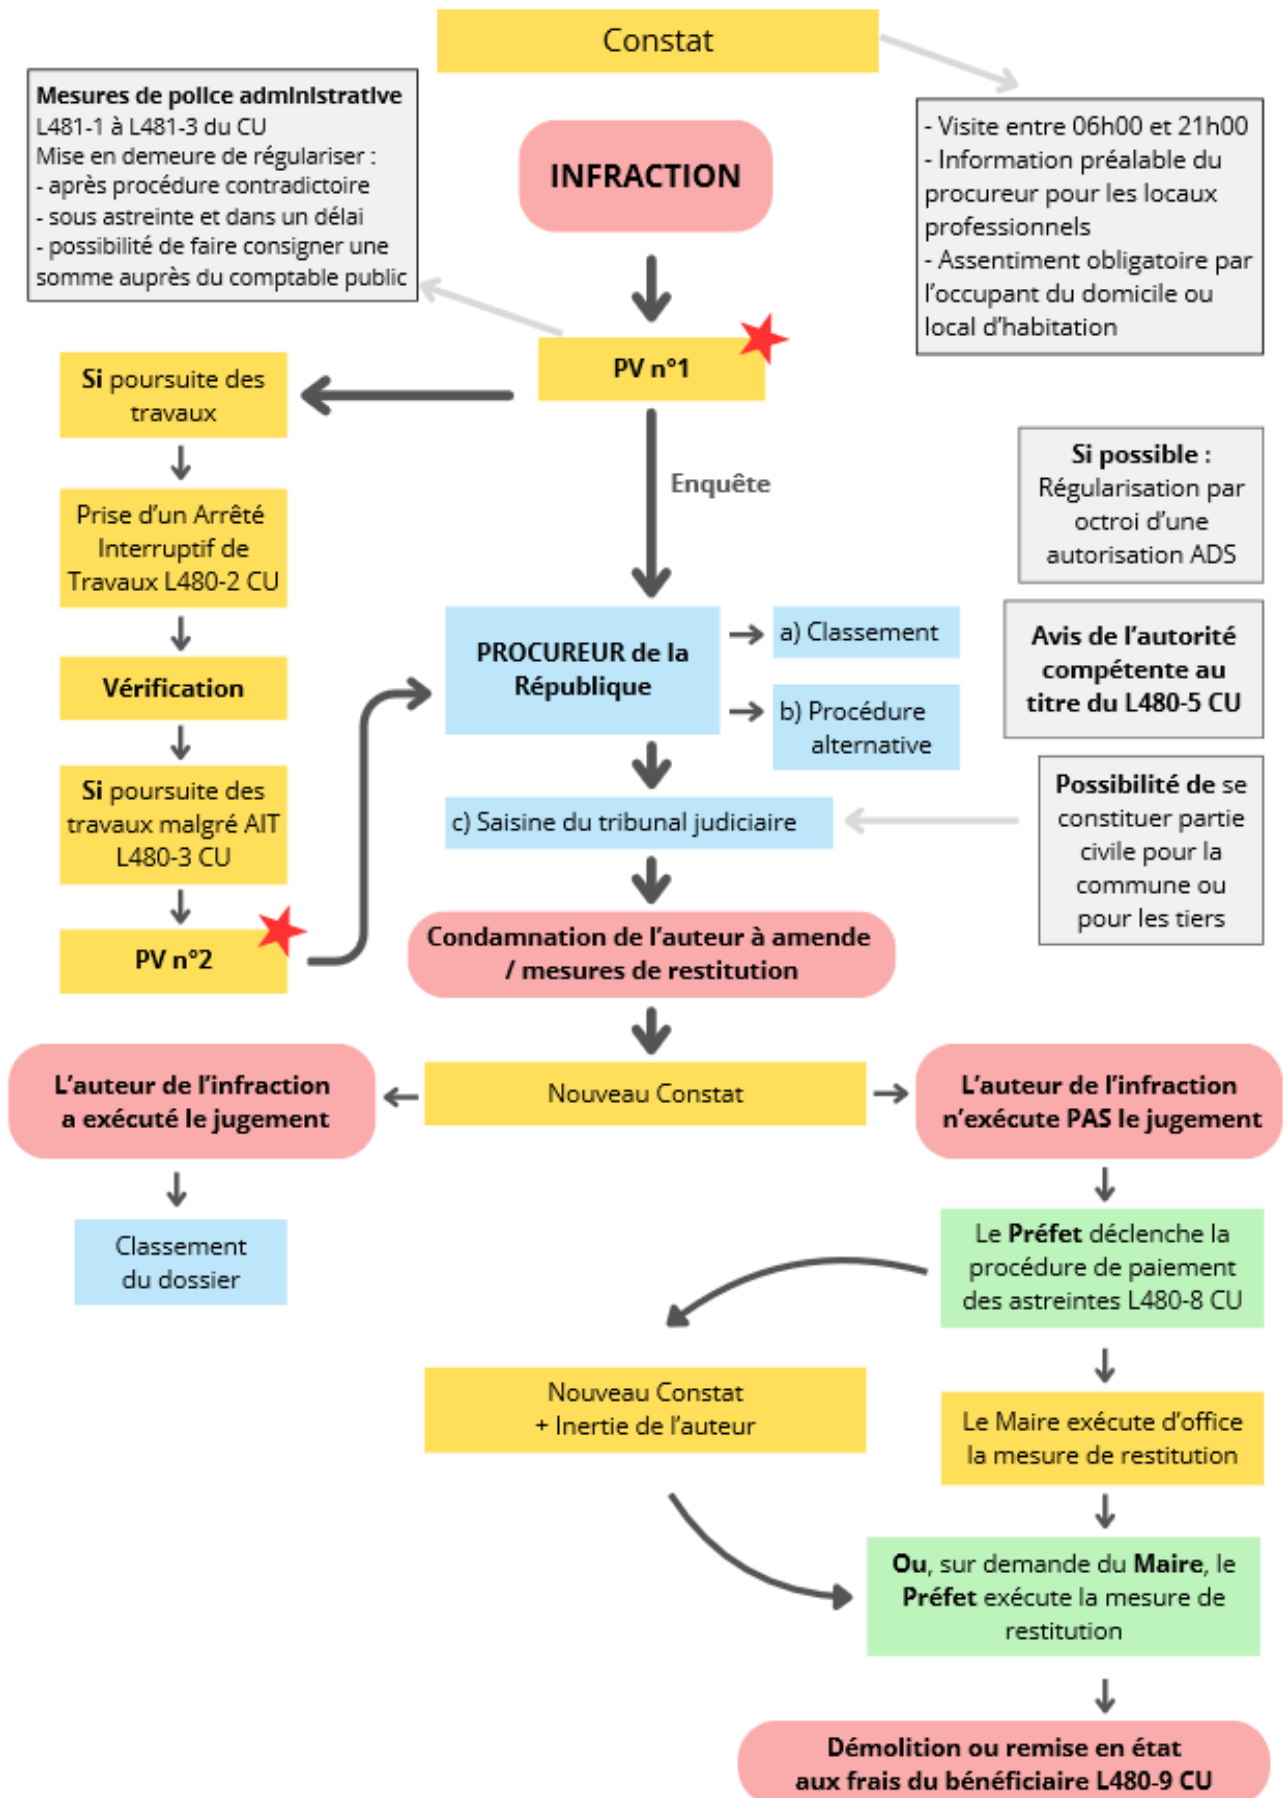 Constat
Mesures de police administrative
L481-1 à L481-3 du CU
Mise en demeure de régulariser :
- après procédure contradictoire
- sous astreinte et dans un délai
- possibilité de faire consigner une
somme auprès du comptable public
INFRACTION
- Visite entre 06h00 et 21h00
- Information préalable du
procureur pour les locaux
professionnels
- Assentiment obligatoire par
l'occupant du domicile ou
local d'habitation
PV n°1
Si poursuite des
travaux
Enquête
Si possible :
Régularisation par
octroi d'une
autorisation ADS
Prise d'un Arrêté
Interruptif de
Travaux L480-2 CU
PROCUREUR de la
République
a) Classement
b) Procédure
alternative
Avis de l'autorité
compétente au
titre du L480-5 CU
Vérification
Si poursuite des
travaux malgré AIT
L480-3 CU
c) Saisine du tribunal judiciaire
Possibilité de se
constituer partie
civile pour la
commune ou
pour les tiers
PV n°2
Condamnation de l'auteur à amende
/ mesures de restitution
L'auteur de l'infraction
a exécuté le jugement
Nouveau Constat
L'auteur de l'infraction
n'exécute PAS le jugement
Classement
du dossier
Le Préfet déclenche la
procédure de paiement
des astreintes L480-8 CU
Nouveau Constat
+ Inertie de l'auteur
Le Maire exécute d'office
la mesure de restitution
Ou, sur demande du Maire, le
Préfet exécute la mesure de
restitution
Démolition ou remise en état
aux frais du bénéficiaire L480-9 CU